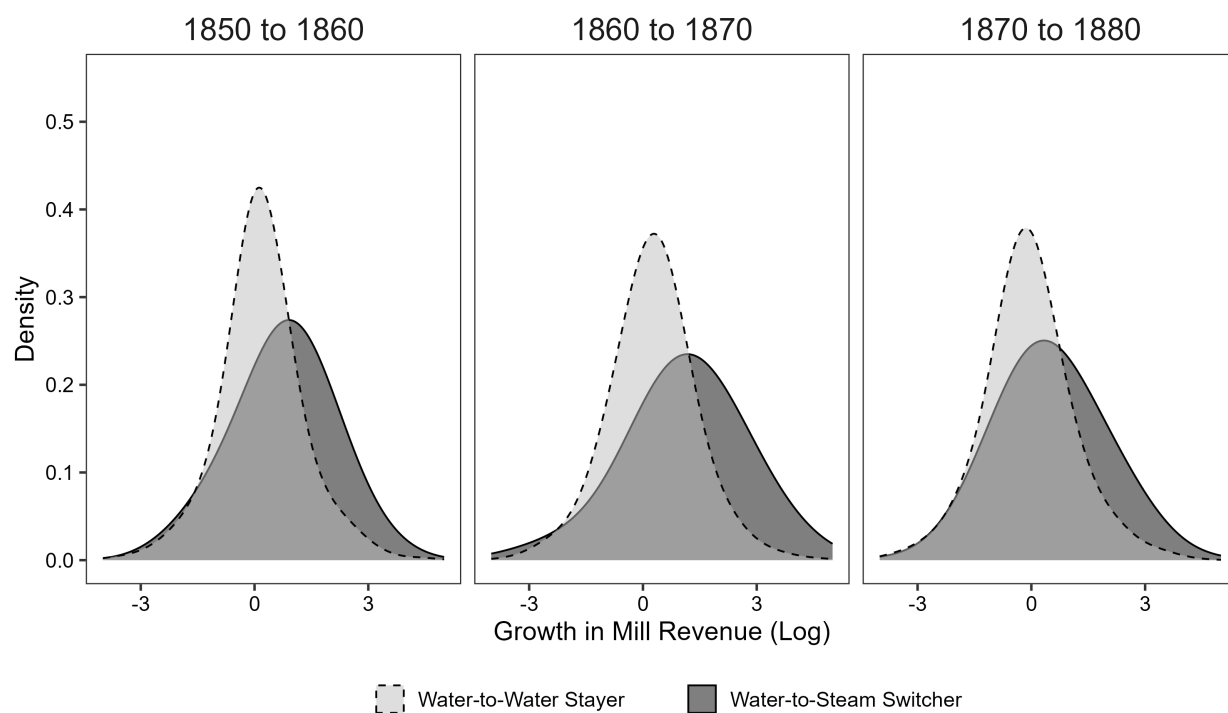 1850 to 1860
1860 to 1870
1870 to 1880
Density
0.5
0.4
0.3
0.2
0.1
0.0
-3 0 3
-3 0 3
-3 0 3
Growth in Mill Revenue (Log)
Water-to-Water Stayer
Water-to-Steam Switcher